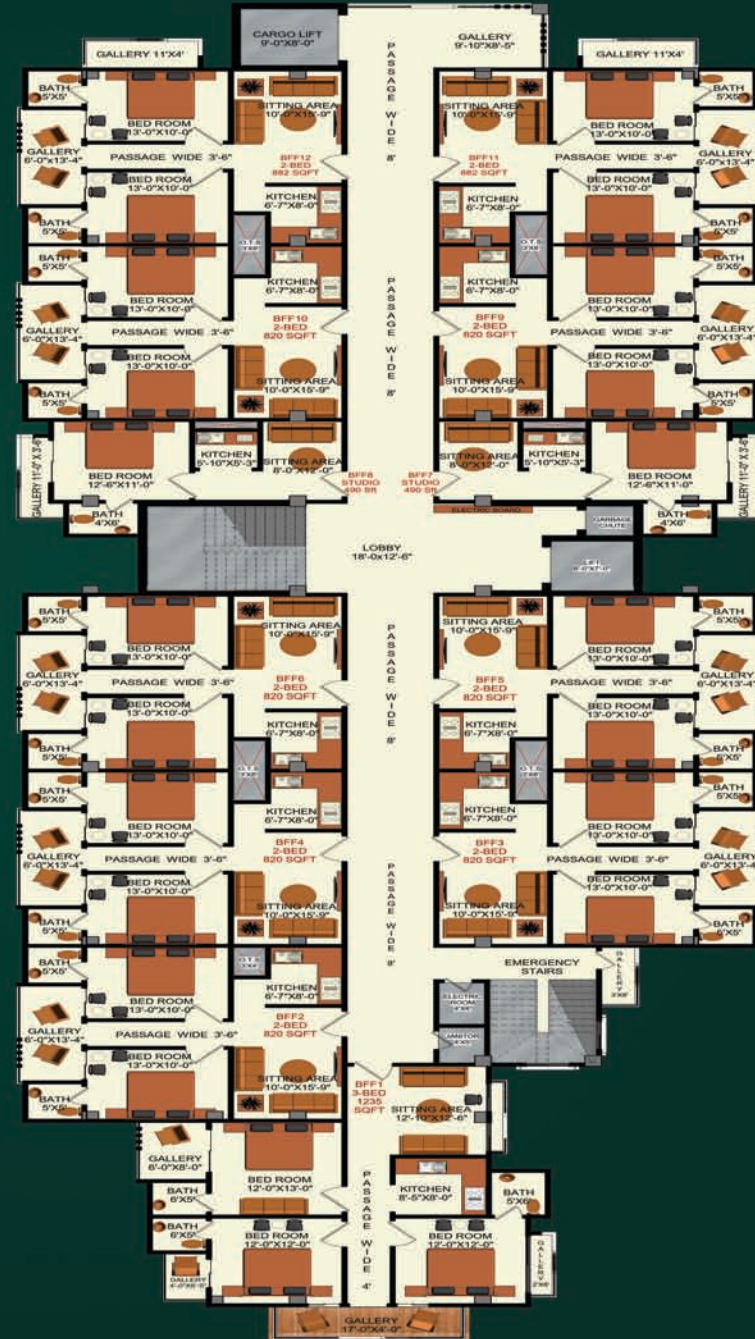 CARGO LIFT
9'-0"X8'-0"
GALLERY
9'-10"X8'-5"
GALLERY 11'X4'
GALLERY 11'X4'
PASSAGE WIDE 8'
BATH
5'X5'
BED ROOM
13'-0"X10'-0"
SITTING AREA
10'-0"X15'-9"
SITTING AREA
10'-0"X15'-9"
BED ROOM
13'-0"X10'-0"
BATH
5'X5'
GALLERY
6'-0"x13'-4"
PASSAGE WIDE 3'-6"
BFF12
2-BED
882 SQFT
BFF11
2-BED
882 SQFT
PASSAGE WIDE 3'-6"
GALLERY
6'-0"x13'-4"
BED ROOM
13'-0"X10'-0"
KITCHEN
6'-7"X8'-0"
KITCHEN
6'-7"X8'-0"
BED ROOM
13'-0"X10'-0"
BATH
5'X5'
BATH
5'X5'
O.T.S
O.T.S
BATH
5'X5'
BED ROOM
13'-0"X10'-0"
KITCHEN
6'-7"X8'-0"
PASSAGE WIDE 8'
KITCHEN
6'-7"X8'-0"
BED ROOM
13'-0"X10'-0"
BATH
5'X5'
GALLERY
6'-0"X13'-4"
PASSAGE WIDE 3'-6"
BFF10
2-BED
820 SQFT
BFF9
2-BED
820 SQFT
PASSAGE WIDE 3'-6"
GALLERY
6'-0"X13'-4"
BED ROOM
13'-0"X10'-0"
SITTING AREA
10'-0"X15'-9"
SITTING AREA
10'-0"X15'-9"
BED ROOM
13'-0"X10'-0"
BATH
5'X5'
BATH
5'X5'
GALLERY 11'-0" X 3'-6"
BED ROOM
12'-6"X11'-0"
KITCHEN
5'-10"X5'-3"
SITTING AREA
8'-0"X12'-0"
BFF8
STUDIO
490 Sft
BFF7
STUDIO
490 Sft
SITTING AREA
8'-0"X12'-0"
KITCHEN
5'-10"X5'-3"
BED ROOM
12'-6"X11'-0"
GALLERY 11'-0" X 3'-6"
BATH
4'X6'
BATH
4'X6'
ELECTRIC BOARD
GARBAGE
CHUTE
LOBBY
18'-0x12'-6"
LIFT
BATH
5'X5'
BED ROOM
13'-0"X10'-0"
SITTING AREA
10'-0"X15'-9"
PASSAGE WIDE 8'
SITTING AREA
10'-0"X15'-9"
BED ROOM
13'-0"X10'-0"
BATH
5'X5'
GALLERY
6'-0"X13'-4"
PASSAGE WIDE 3'-6"
BFF6
2-BED
820 SQFT
BFF5
2-BED
820 SQFT
PASSAGE WIDE 3'-6"
GALLERY
6'-0"X13'-4"
BED ROOM
13'-0"X10'-0"
KITCHEN
6'-7"X8'-0"
KITCHEN
6'-7"X8'-0"
BED ROOM
13'-0"X10'-0"
BATH
5'X5'
BATH
5'X5'
O.T.S
O.T.S
BATH
5'X5'
BED ROOM
13'-0"X10'-0"
KITCHEN
6'-7"X8'-0"
KITCHEN
6'-7"X8'-0"
BED ROOM
13'-0"X10'-0"
BATH
5'X5'
GALLERY
6'-0"X13'-4"
PASSAGE WIDE 3'-6"
BFF4
2-BED
820 SQFT
PASSAGE WIDE 8'
BFF3
2-BED
820 SQFT
PASSAGE WIDE 3'-6"
GALLERY
6'-0"X13'-4"
BED ROOM
13'-0"X10'-0"
SITTING AREA
10'-0"X15'-9"
SITTING AREA
10'-0"X15'-9"
BED ROOM
13'-0"X10'-0"
BATH
5'X5'
BATH
6'X5'
BATH
5'X5'
BED ROOM
13'-0"X10'-0"
O.T.S
KITCHEN
6'-7"X8'-0"
EMERGENCY
STAIRS
GALLERY
ELECTRIC
ROOM
JANITOR
GALLERY
6'-0"X13'-4"
PASSAGE WIDE 3'-6"
BFF2
2-BED
820 SQFT
BED ROOM
13'-0"X10'-0"
SITTING AREA
10'-0"X15'-9"
BATH
5'X5'
BFF1
3-BED
1235
SQFT
SITTING AREA
12'-10"X12'-6"
GALLERY
6'-0"X8'-0"
BED ROOM
12'-0"X13'-0"
PASSAGE WIDE 4'
KITCHEN
8'-5"X8'-0"
BATH
5'X6'
BATH
6'X5'
BATH
6'X5'
BED ROOM
12'-0"X12'-0"
BED ROOM
12'-0"X12'-0"
GALLERY
GALLERY
GALLERY
17'-0"X4'-0"